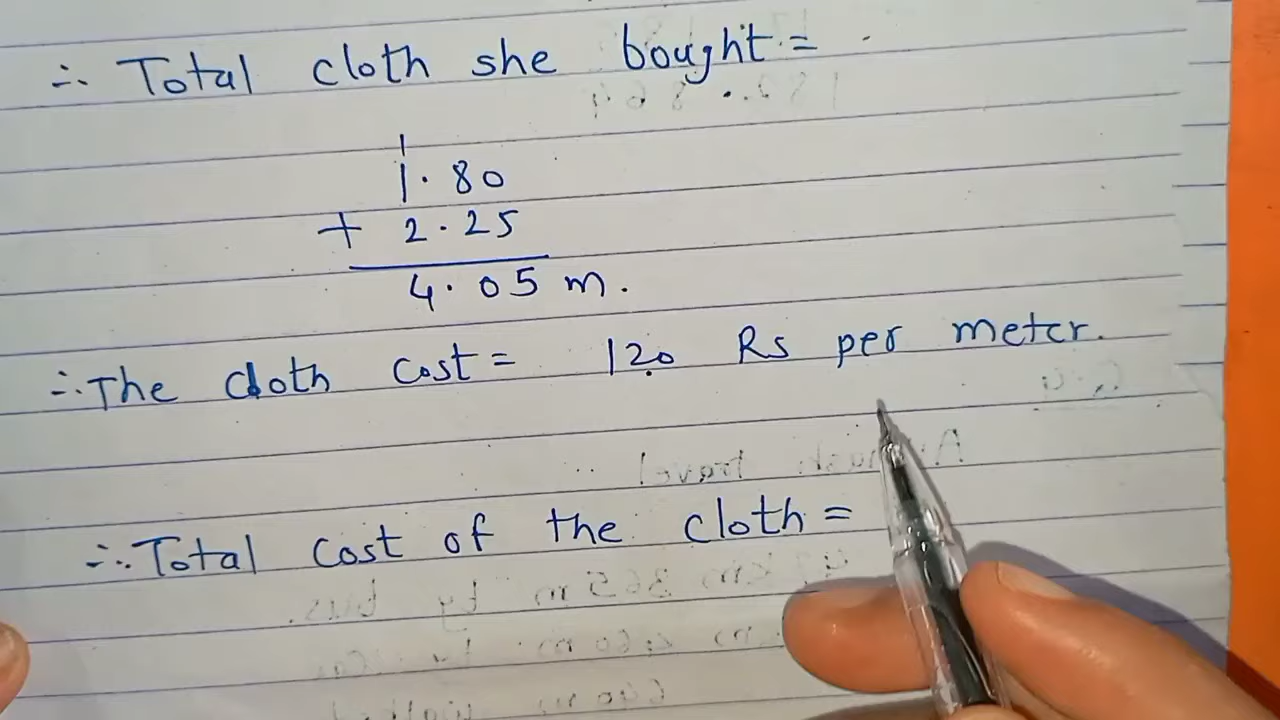 ∴ Total cloth she bought =
1
1.80
+ 2.25
4.05 m.
∴ The cloth cost = 120 Rs per meter.
∴ Total cost of the cloth =